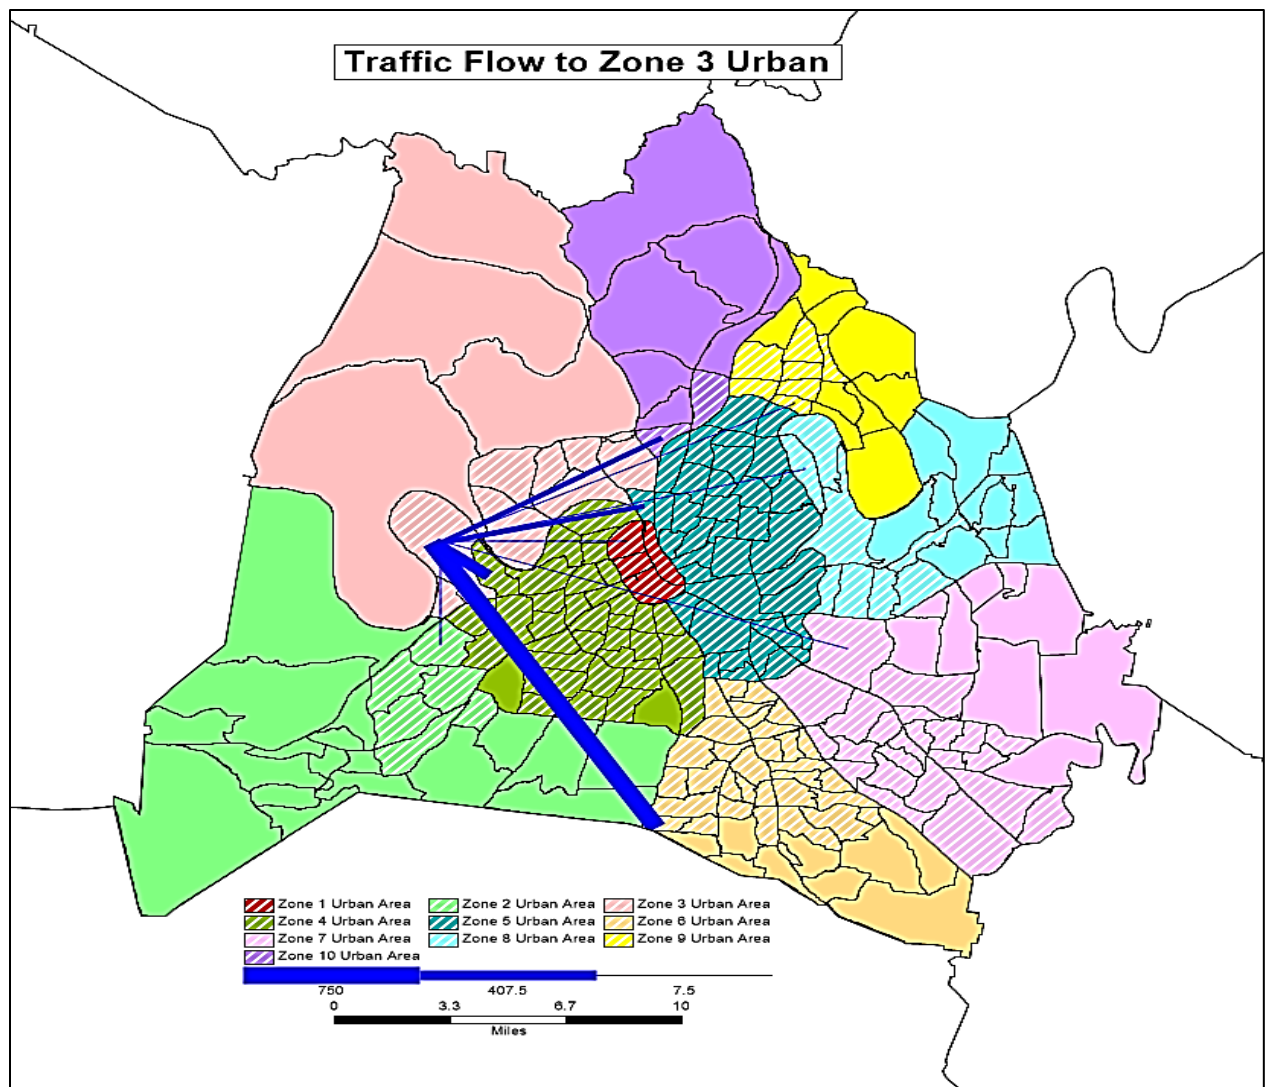 Traffic Flow to Zone 3 Urban
Zone 1 Urban Area Zone 2 Urban Area Zone 3 Urban Area
Zone 4 Urban Area Zone 5 Urban Area Zone 6 Urban Area
Zone 7 Urban Area Zone 8 Urban Area Zone 9 Urban Area
Zone 10 Urban Area
750 407.5 7.5
0 3.3 6.7 10
Miles